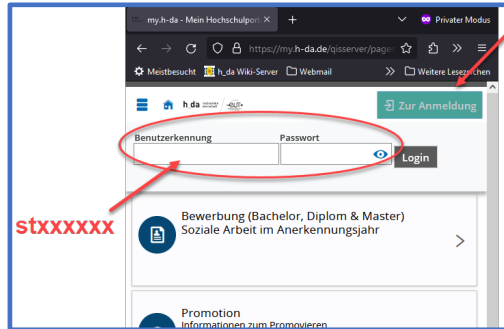 my.h-da - Mein Hochschulport
Privater Modus
https://my.h-da.de/qisserver/page
Meistbesucht h_da Wiki-Server Webmail Weitere Lesezeichen
h_da
Zur Anmeldung
Benutzerkennung Passwort
Login
stxxxxxx
Bewerbung (Bachelor, Diplom & Master)
Soziale Arbeit im Anerkennungsjahr
Promotion
Informationen zum Promovieren